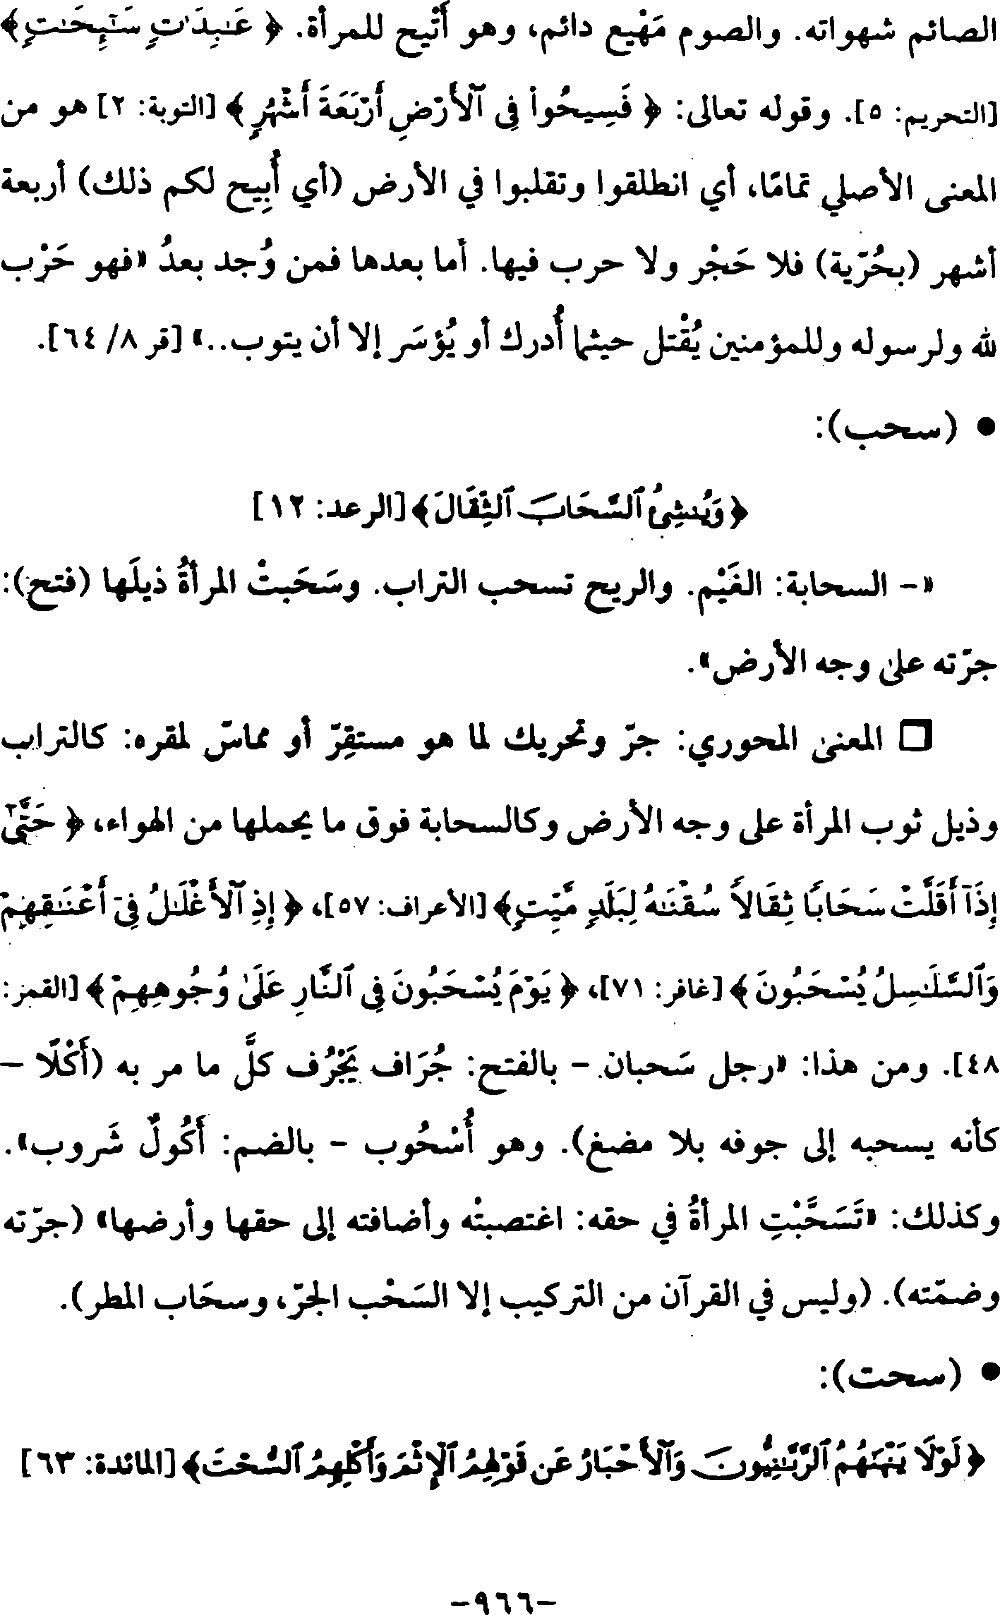 الصائم شهواته. والصوم مَهْيع دائم، وهو أَتْيح للمرأة. ﴿ عَـٰبِدَٰتٍ سَـٰٓئِحَـٰتٍ ﴾
[التحريم: ٥]. وقوله تعالى: ﴿ فَسِيحُوا۟ فِى ٱلْأَرْضِ أَرْبَعَةَ أَشْهُرٍ ﴾ [التوبة: ٢] هو من
المعنى الأصلي تمامًا، أي انطلقوا وتقلبوا في الأرض (أي أُبِيح لكم ذلك) أربعة
أشهر (بحُرّية) فلا حَجْر ولا حرب فيها. أما بعدها فمن وُجد بعدُ «فهو حَرْب
لله ولرسوله وللمؤمنين يُقْتل حيثما أُدرك أو يُؤسَر إلا أن يتوب..» [قر ٨/ ٦٤].
● (سحب):
﴿ وَيُنشِئُ ٱلسَّحَابَ ٱلثِّقَالَ ﴾ [الرعد: ١٢]
«- السحابة: الغَيْم. والريح تسحب التراب. وسَحَبتْ المرأةُ ذيلَها (فتح):
جرّته على وجه الأرض».
□ المعنى المحوري: جرّ وتحريك لما هو مستقِرّ أو مماسّ لمقره: كالتراب
وذيل ثوب المرأة على وجه الأرض وكالسحابة فوق ما يحملها من الهواء، ﴿ حَتَّىٰٓ
إِذَآ أَقَلَّتْ سَحَابًا ثِقَالًا سُقْنَـٰهُ لِبَلَدٍ مَّيِّتٍ ﴾ [الأعراف: ٥٧]، ﴿ إِذِ ٱلْأَغْلَـٰلُ فِىٓ أَعْنَـٰقِهِمْ
وَٱلسَّلَـٰسِلُ يُسْحَبُونَ ﴾ [غافر: ٧١]، ﴿ يَوْمَ يُسْحَبُونَ فِى ٱلنَّارِ عَلَىٰ وُجُوهِهِمْ ﴾ [القمر:
٤٨]. ومن هذا: «رجل سَحبان - بالفتح: جُرَاف يَجْرُف كلَّ ما مر به (أَكْلًا -
كأنه يسحبه إلى جوفه بلا مضغ). وهو أُسْحُوب - بالضم: أَكُولٌ شَروب».
وكذلك: «تَسَحَّبْتِ المرأةُ في حقه: اغتصبتْه وأضافته إلى حقها وأرضها» (جرّته
وضمّته). (وليس في القرآن من التركيب إلا السَحْب الجرّ، وسحَاب المطر).
● (سحت):
﴿ لَوْلَا يَنْهَىٰهُمُ ٱلرَّبَّـٰنِيُّونَ وَٱلْأَحْبَارُ عَن قَوْلِهِمُ ٱلْإِثْمَ وَأَكْلِهِمُ ٱلسُّحْتَ ﴾ [المائدة: ٦٣]
-٩٦٦-